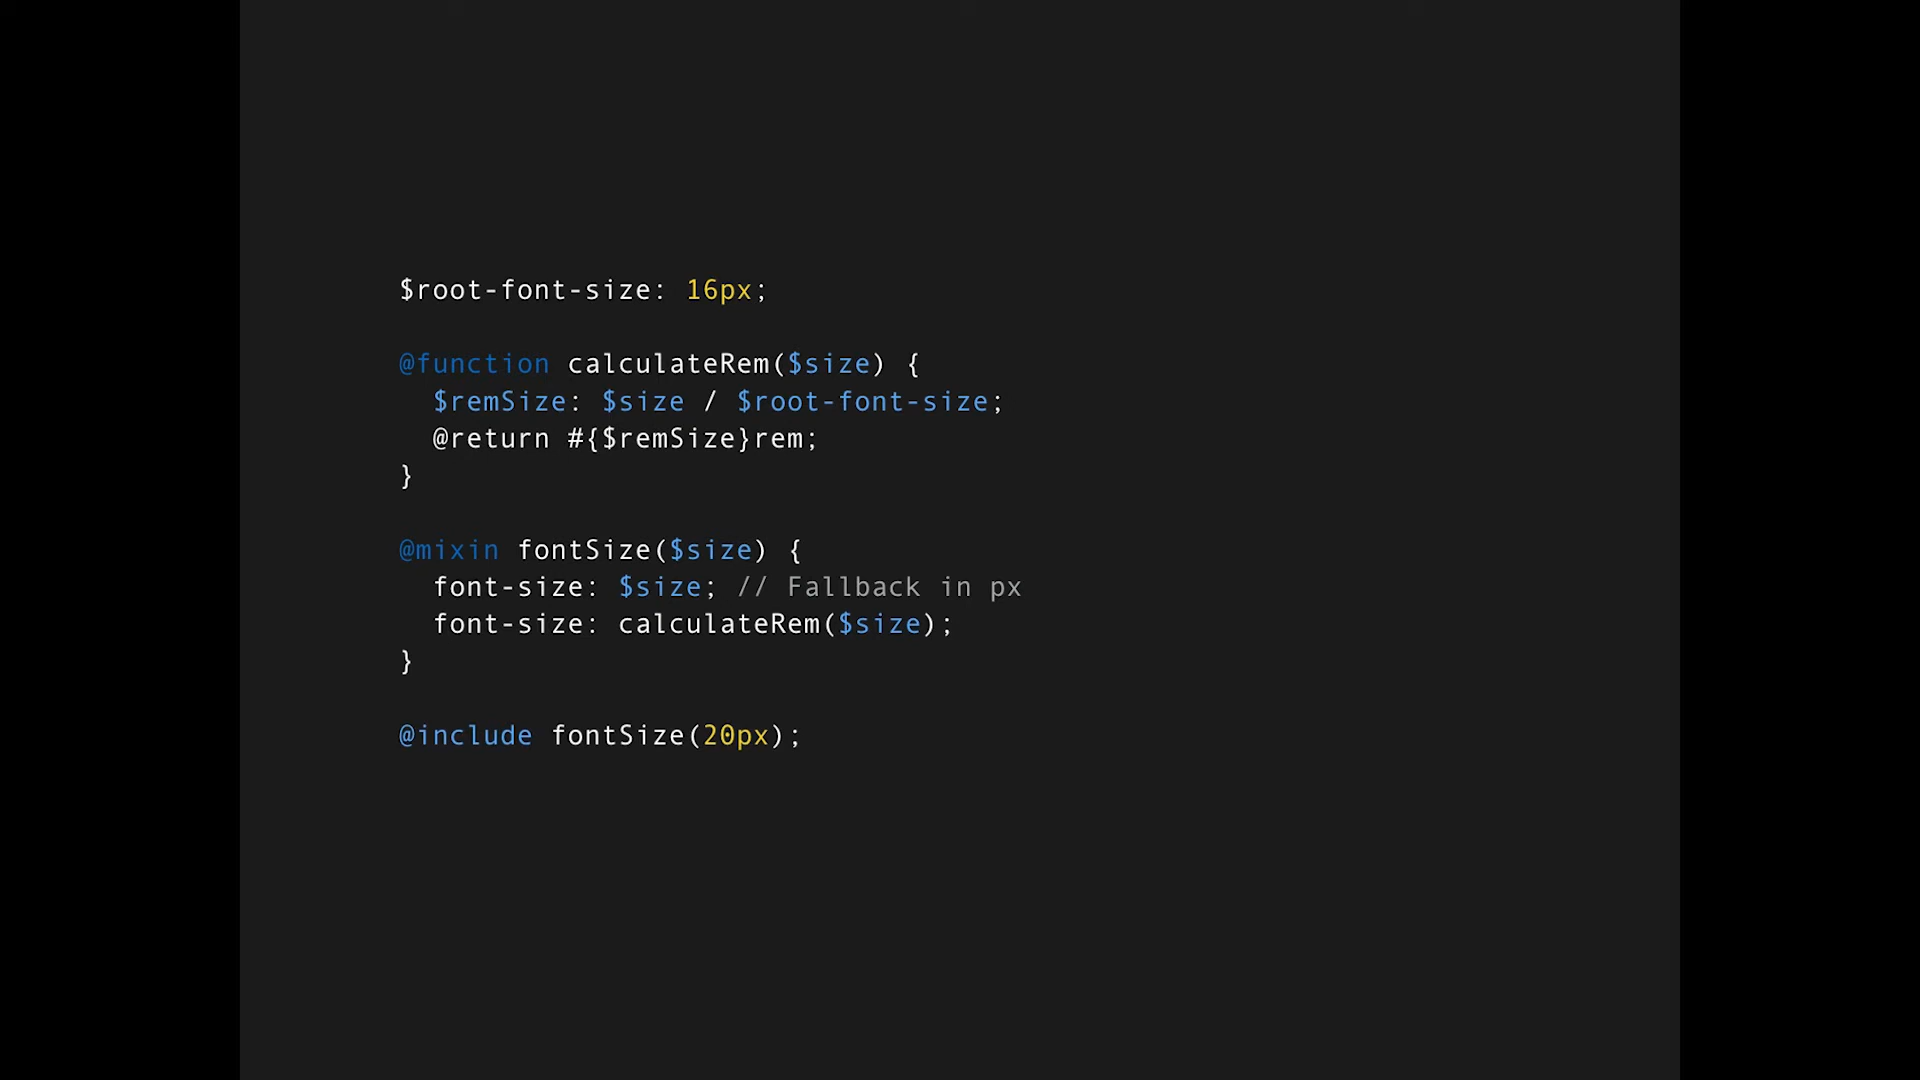 $root-font-size: 16px;
@function calculateRem($size) {
$remSize: $size / $root-font-size;
@return #{$remSize}rem;
}
@mixin fontSize($size) {
font-size: $size; // Fallback in px
font-size: calculateRem($size);
}
@include fontSize(20px);